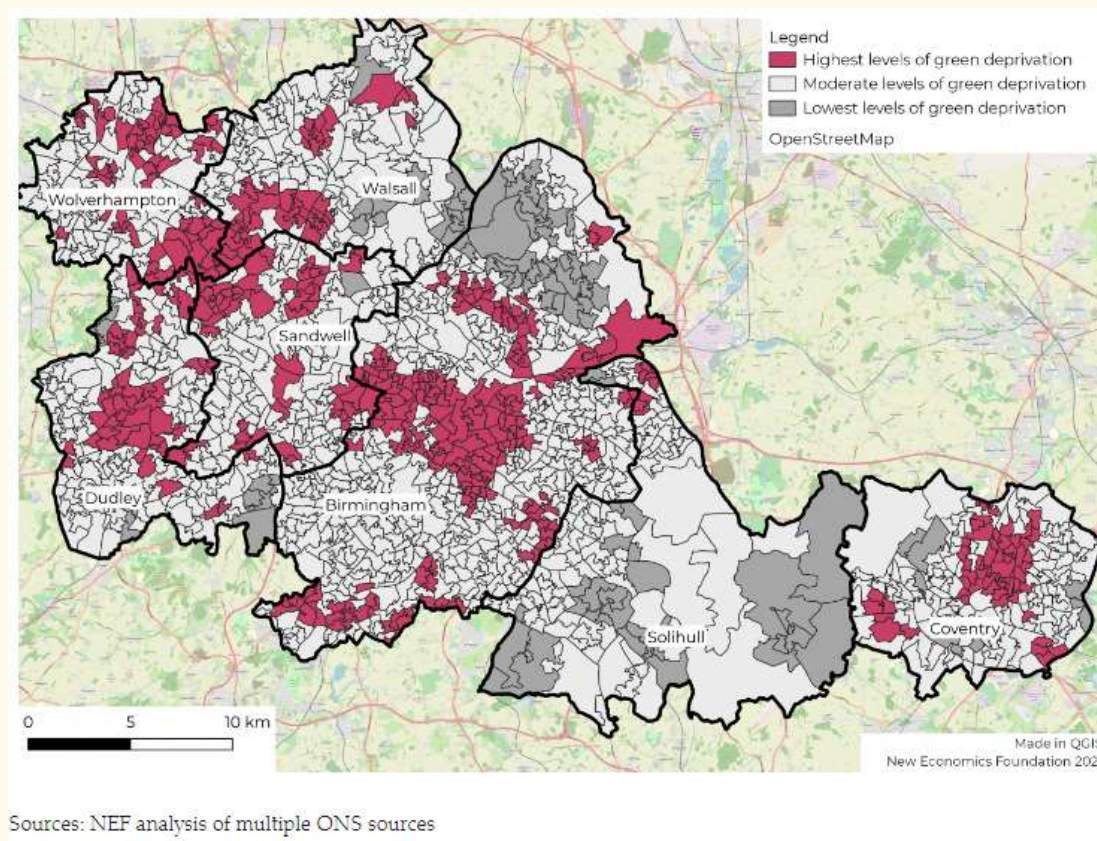 Legend
Highest levels of green deprivation
Moderate levels of green deprivation
Lowest levels of green deprivation
OpenStreetMap
Wolverhampton
Walsall
Sandwell
Dudley
Birmingham
Solihull
Coventry
0 5 10 km
Made in QGIS
New Economics Foundation 202
Sources: NEF analysis of multiple ONS sources